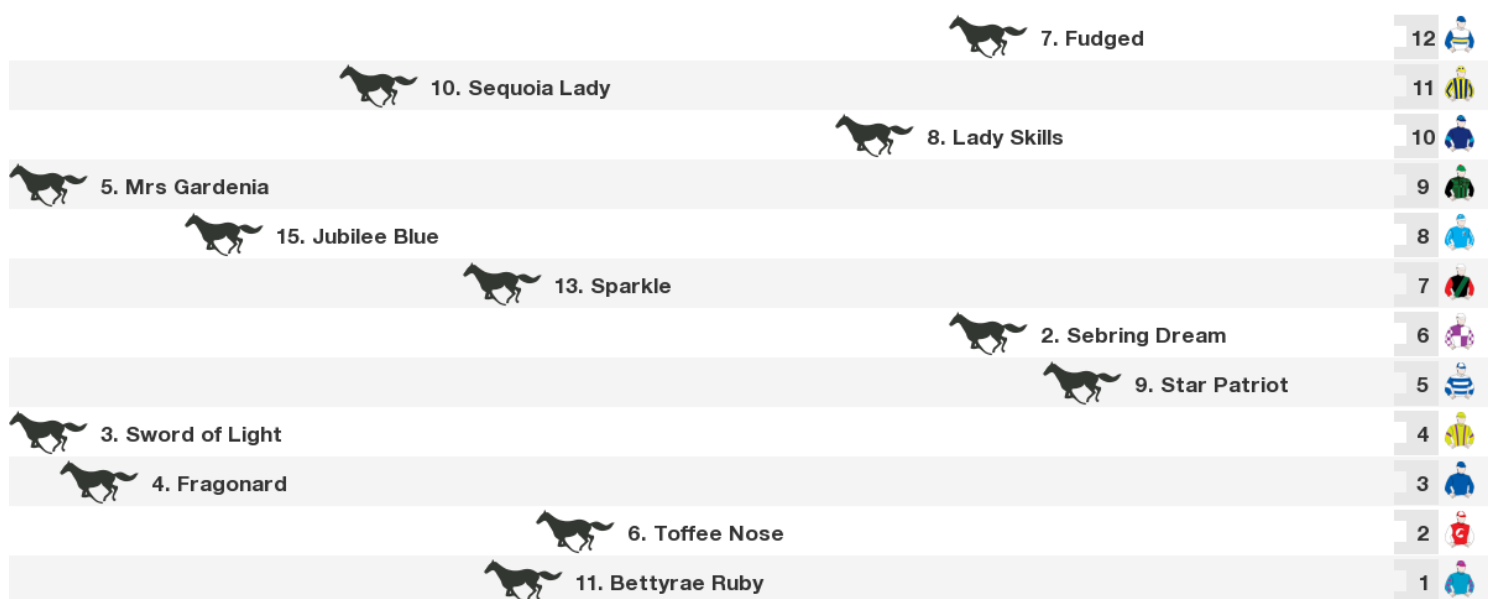 7. Fudged 12
10. Sequoia Lady 11
8. Lady Skills 10
5. Mrs Gardenia 9
15. Jubilee Blue 8
13. Sparkle 7
2. Sebring Dream 6
9. Star Patriot 5
3. Sword of Light 4
4. Fragonard 3
6. Toffee Nose 2
11. Bettyrae Ruby 1